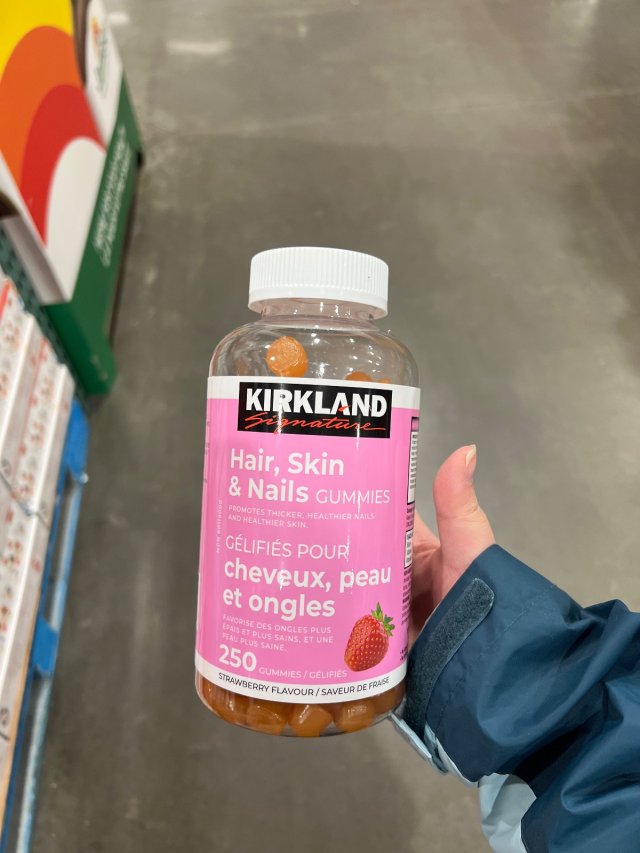 KIRKLAND
Signature
Hair, Skin
& Nails GUMMIES
PROMOTES THICKER, HEALTHIER NAILS
AND HEALTHIER SKIN.
GÉLIFIÉS POUR
cheveux, peau
et ongles
FAVORISE DES ONGLES PLUS
ÉPAIS ET PLUS SAINS, ET UNE
PEAU PLUS SAINE.
250 GUMMIES / GÉLIFIÉS
STRAWBERRY FLAVOUR / SAVEUR DE FRAISE